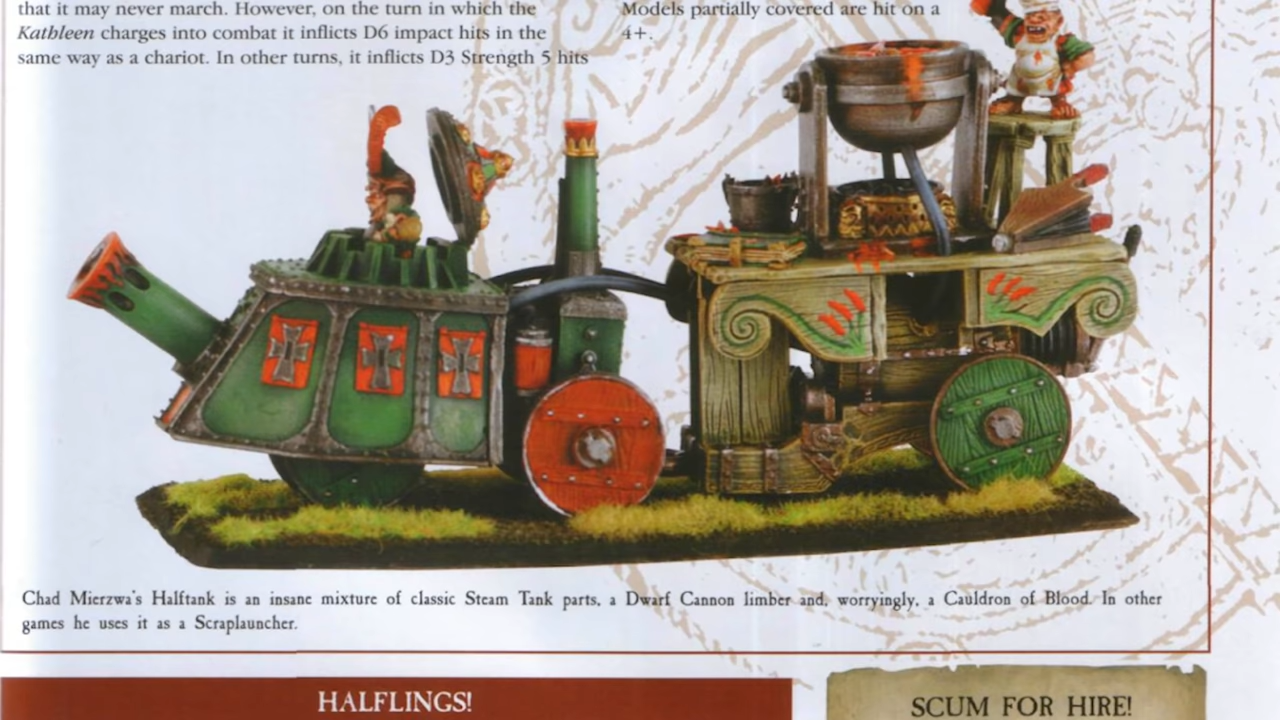 that it may never march. However, on the turn in which the
Kathleen charges into combat it inflicts D6 impact hits in the
same way as a chariot. In other turns, it inflicts D3 Strength 5 hits
Models partially covered are hit on a
4+.
Chad Mierzwa's Halftank is an insane mixture of classic Steam Tank parts, a Dwarf Cannon limber and, worryingly, a Cauldron of Blood. In other
games he uses it as a Scraplauncher.
HALFLINGS!
SCUM FOR HIRE!